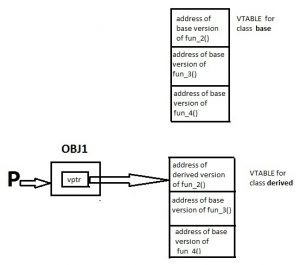 address of
base version
of fun_2()
VTABLE for
class base
address of base
version of
fun_3()
address of base
version of
fun_4()
OBJ1
P
vptr
address of
derived version
of fun_2()
VTABLE for
class derived
address of base
version of fun_3()
address of base
version of
fun_4()